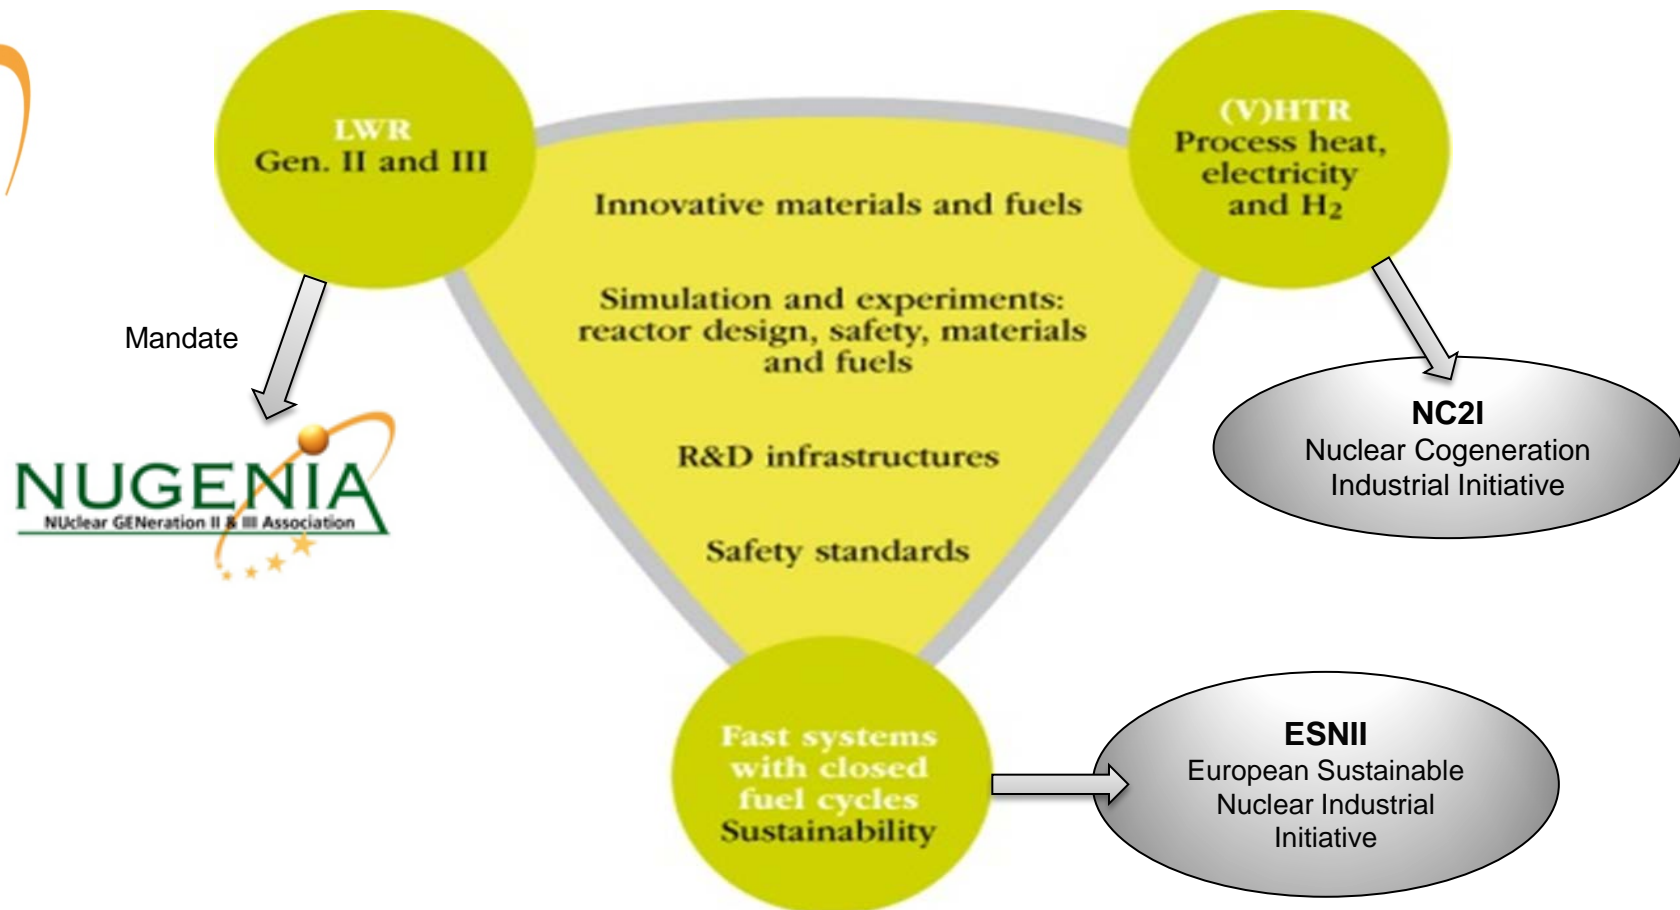 LWR
Gen. II and III
(V)HTR
Process heat,
electricity
and H₂
Innovative materials and fuels
Simulation and experiments:
reactor design, safety, materials
and fuels
R&D infrastructures
Safety standards
Mandate
NUGENIA
NUclear GENeration II & III Association
NC2I
Nuclear Cogeneration
Industrial Initiative
Fast systems
with closed
fuel cycles
Sustainability
ESNII
European Sustainable
Nuclear Industrial
Initiative